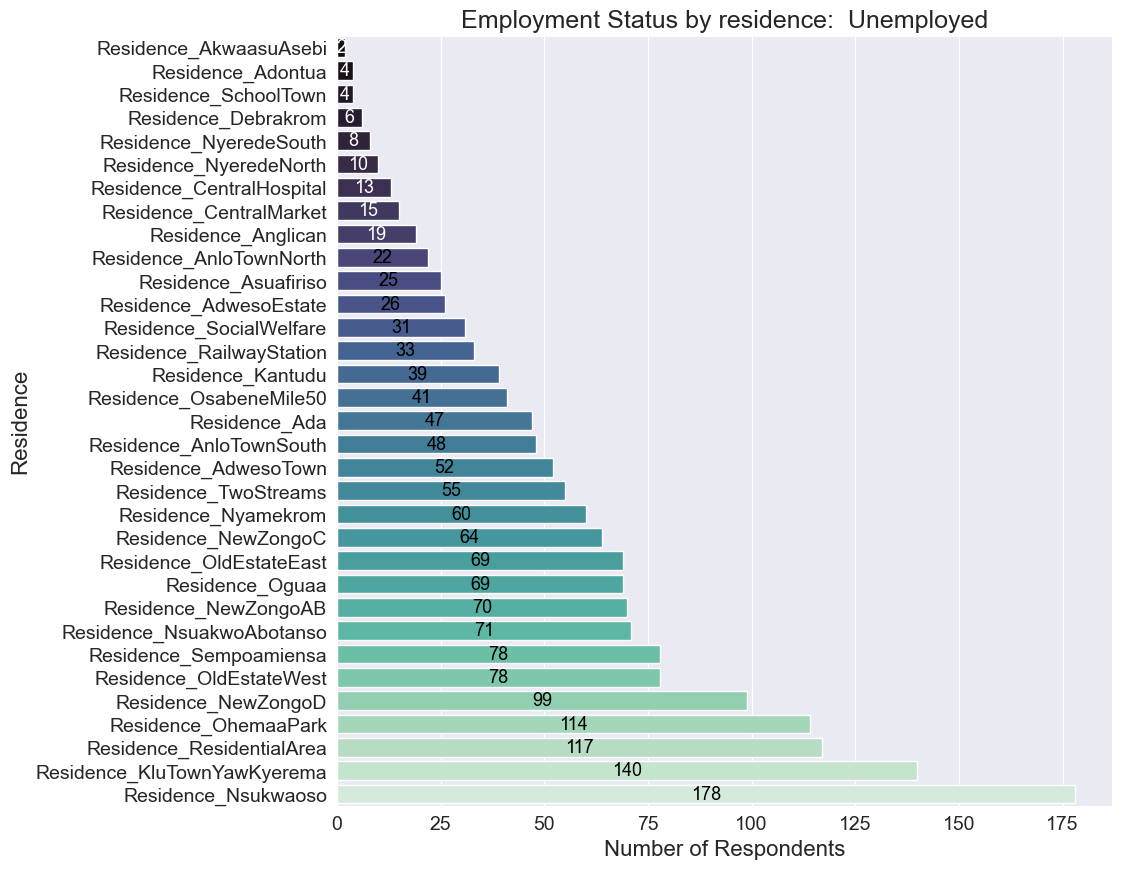 Employment Status by residence:  Unemployed
Residence_AkwaasuAsebi 2
Residence_Adontua 4
Residence_SchoolTown 4
Residence_Debrakrom 6
Residence_NyeredeSouth 8
Residence_NyeredeNorth 10
Residence_CentralHospital 13
Residence_CentralMarket 15
Residence_Anglican 19
Residence_AnloTownNorth 22
Residence_Asuafiriso 25
Residence_AdwesoEstate 26
Residence_SocialWelfare 31
Residence_RailwayStation 33
Residence_Kantudu 39
Residence_OsabeneMile50 41
Residence_Ada 47
Residence_AnloTownSouth 48
Residence_AdwesoTown 52
Residence_TwoStreams 55
Residence_Nyamekrom 60
Residence_NewZongoC 64
Residence_OldEstateEast 69
Residence_Oguaa 69
Residence_NewZongoAB 70
Residence_NsuakwoAbotanso 71
Residence_Sempoamiensa 78
Residence_OldEstateWest 78
Residence_NewZongoD 99
Residence_OhemaaPark 114
Residence_ResidentialArea 117
Residence_KluTownYawKyerema 140
Residence_Nsukwaoso 178
Residence
0 25 50 75 100 125 150 175
Number of Respondents